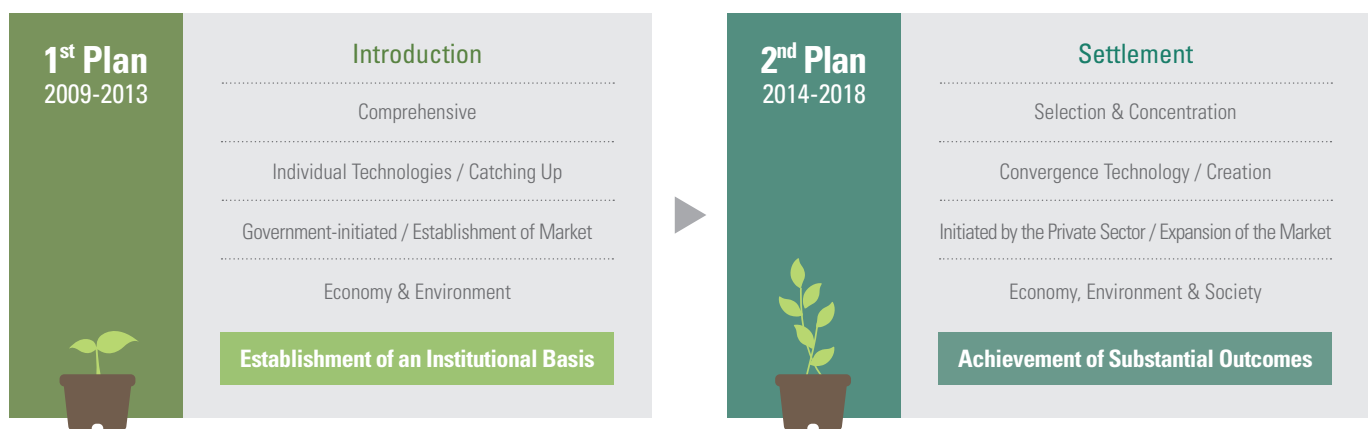 1st Plan
2009-2013
Introduction
Comprehensive
Individual Technologies / Catching Up
Government-initiated / Establishment of Market
Economy & Environment
Establishment of an Institutional Basis
2nd Plan
2014-2018
Settlement
Selection & Concentration
Convergence Technology / Creation
Initiated by the Private Sector / Expansion of the Market
Economy, Environment & Society
Achievement of Substantial Outcomes